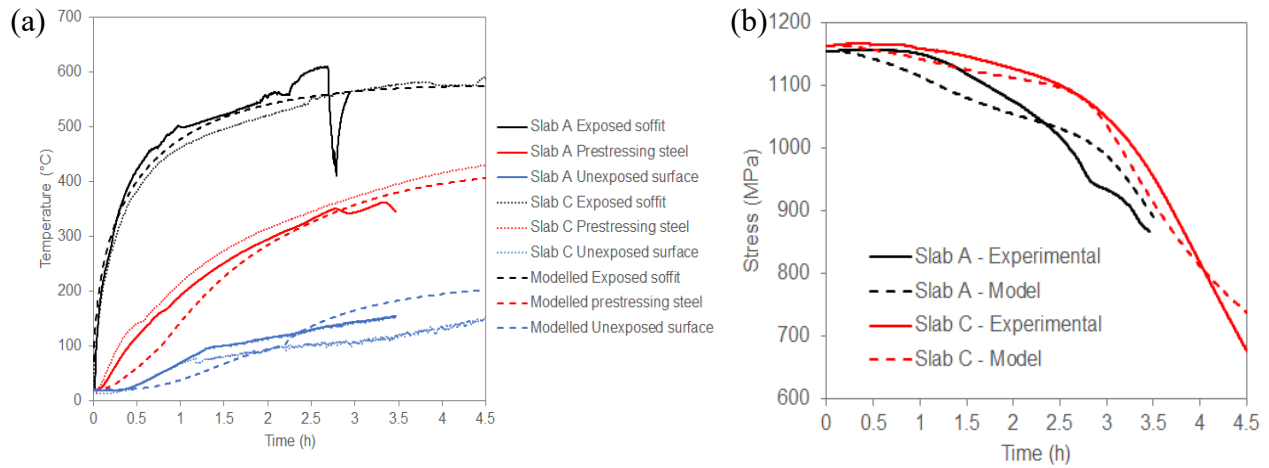 (a)
700
600
500
400
300
200
100
0
Temperature (°C)
0 0.5 1 1.5 2 2.5 3 3.5 4 4.5
Time (h)
Slab A Exposed soffit
Slab A Prestressing steel
Slab A Unexposed surface
Slab C Exposed soffit
Slab C Prestressing steel
Slab C Unexposed surface
Modelled Exposed soffit
Modelled prestressing steel
Modelled Unexposed surface
(b)
1200
1100
1000
900
800
700
600
Stress (MPa)
Slab A - Experimental
Slab A - Model
Slab C - Experimental
Slab C - Model
0 0.5 1 1.5 2 2.5 3 3.5 4 4.5
Time (h)